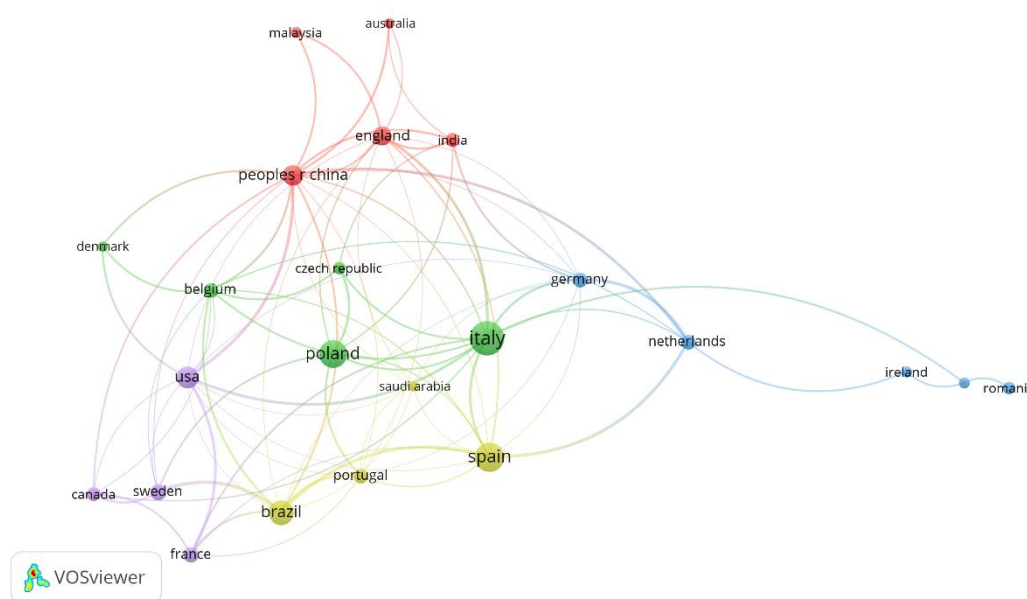 australia
malaysia
england
india
peoples r china
denmark
czech republic
germany
belgium
italy
netherlands
poland
ireland
usa
saudi arabia
romani
spain
portugal
canada
sweden
brazil
france
VOSviewer